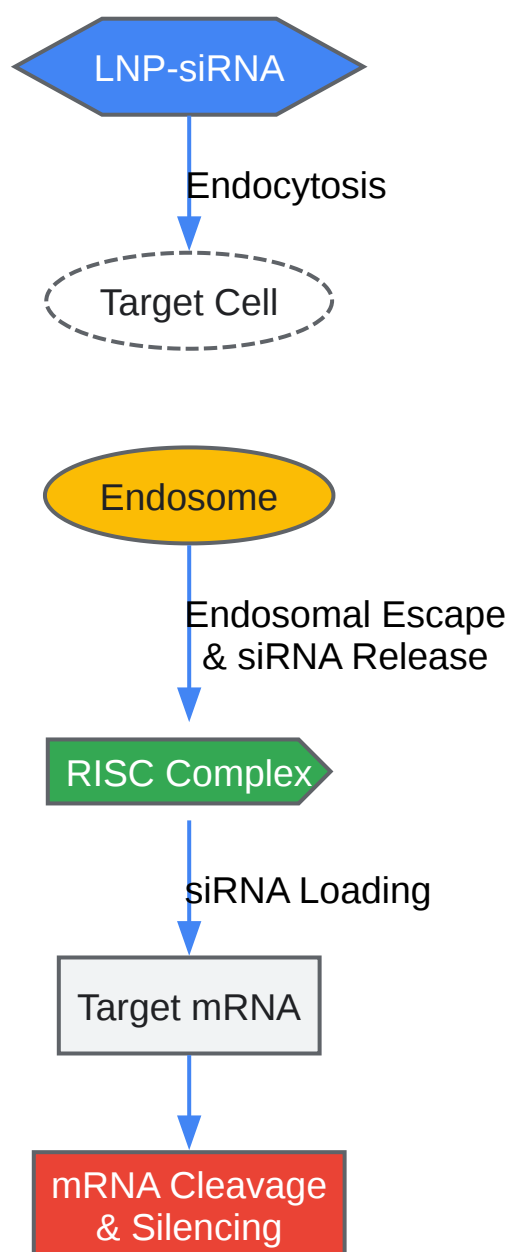 LNP-siRNA
Endocytosis
Target Cell
Endosome
Endosomal Escape
& siRNA Release
RISC Complex
siRNA Loading
Target mRNA
mRNA Cleavage
& Silencing